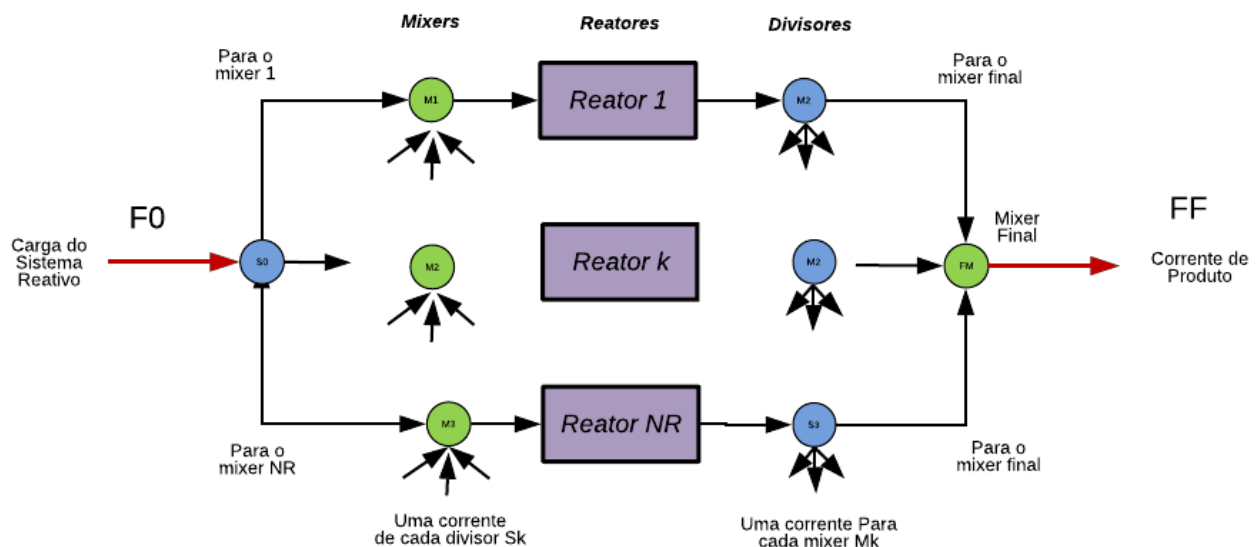 Mixers
Reatores
Divisores
Para o
mixer 1
Para o
mixer final
M1
Reator 1
M2
F0
FF
Carga do
Sistema
Reativo
S0
M2
Reator k
M2
Mixer
Final
FM
Corrente de
Produto
M3
Reator NR
S3
Para o
mixer NR
Para o
mixer final
Uma corrente
de cada divisor Sk
Uma corrente Para
cada mixer Mk